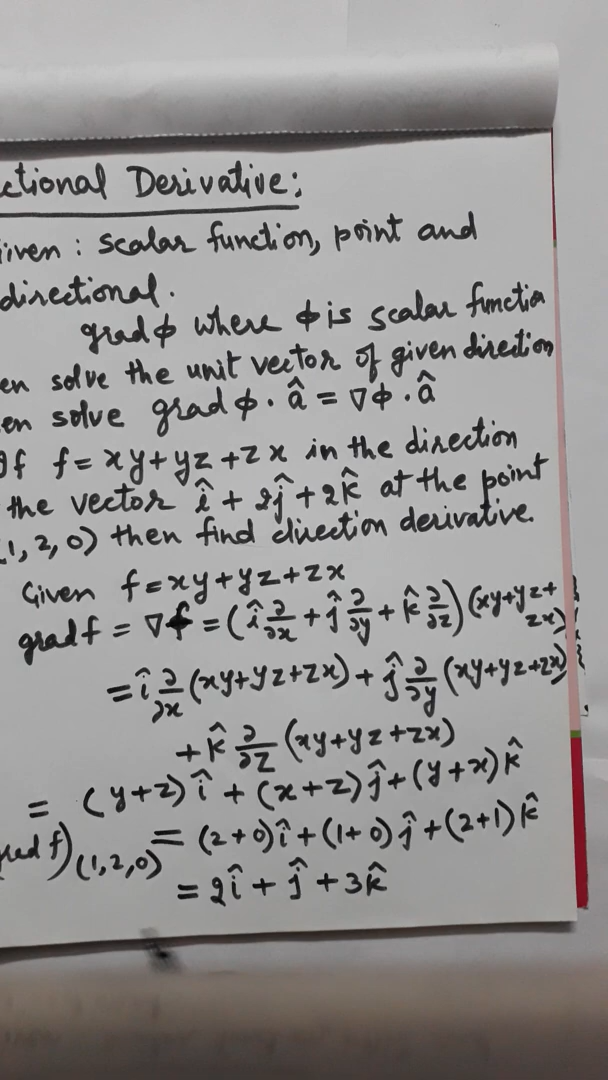 ctional Derivative:
iven : scalar function, point and
directional.
grad ϕ where ϕ is scalar functio
en solve the unit vector of given direction
en solve grad ϕ . â = ∇ϕ . â
If f = xy+yz+zx in the direction
the vector î + 2ĵ + 2k̂ at the point
(1, 2, 0) then find direction derivative.
Given f = xy+yz+zx
grad f = ∇f = (î ∂/∂x + ĵ ∂/∂y + k̂ ∂/∂z) (xy+yz+
zx)
= î ∂/∂x (xy+yz+zx) + ĵ ∂/∂y (xy+yz+zx)
+ k̂ ∂/∂z (xy+yz+zx)
= (y+z) î + (x+z) ĵ + (y+x) k̂
rad f)(1,2,0) = (2+0) î + (1+0) ĵ + (2+1) k̂
= 2î + ĵ + 3k̂